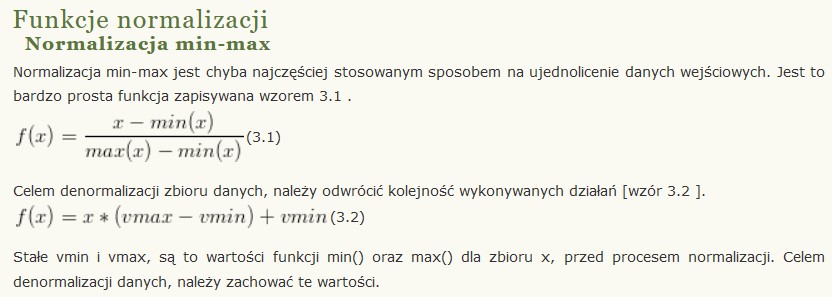 Funkcje normalizacji
Normalizacja min-max
Normalizacja min-max jest chyba najczęściej stosowanym sposobem na ujednolicenie danych wejściowych. Jest to
bardzo prosta funkcja zapisywana wzorem 3.1 .
f(x) = \frac{x - min(x)}{max(x) - min(x)} (3.1)
Celem denormalizacji zbioru danych, należy odwrócić kolejność wykonywanych działań [wzór 3.2 ].
f(x) = x * (vmax - vmin) + vmin (3.2)
Stałe vmin i vmax, są to wartości funkcji min() oraz max() dla zbioru x, przed procesem normalizacji. Celem
denormalizacji danych, należy zachować te wartości.